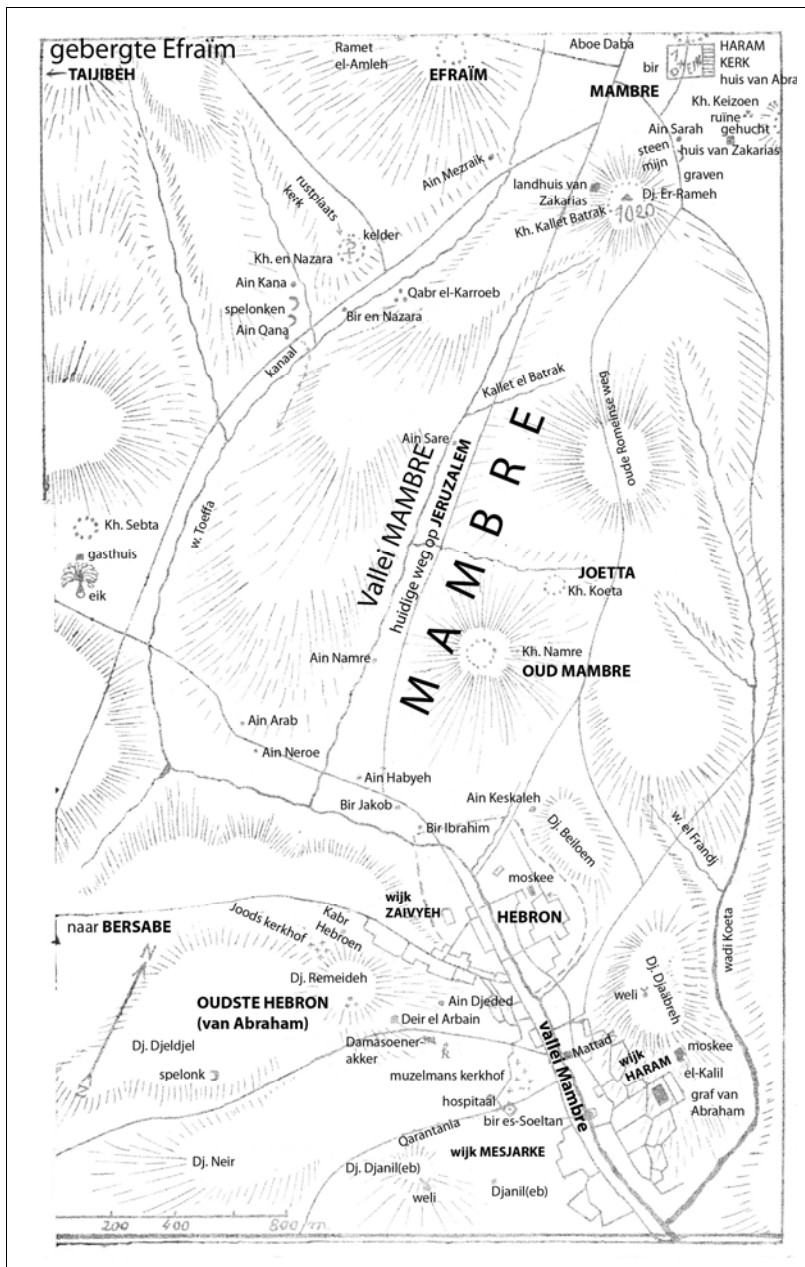 gebergte Efraïm
TAIJIBEH
Ramet
el-Amleh
EFRAÏM
Aboe Daba
bir
HARAM
KERK
huis van Abra
MAMBRE
Kh. Keizoen
ruïne
Ain Sarah
gehucht
steen
mijn
huis van Zakarias
graven
Ain Mezraik
landhuis van
Zakarias
Dj. Er-Rameh
1020
Kh. Kallet Batrak
rustplaats
kerk
kelder
Kh. en Nazara
Ain Kana
spelonken
Ain Qana
Qabr el-Karroeb
Bir en Nazara
kanaal
Kallet el Batrak
oude Romeinse weg
Ain Sare
Vallei MAMBRE
huidige weg op JERUZALEM
MAMBRE
w. Toeffa
Kh. Sebta
gasthuis
eik
JOETTA
Kh. Koeta
Kh. Namre
OUD MAMBRE
Ain Namre
Ain Arab
Ain Neroe
Ain Habyeh
Bir Jakob
Ain Keskaleh
Bir Ibrahim
Dj. Beiloem
w. el Frandj
wadi Koeta
moskee
HEBRON
wijk
ZAIVYEH
naar BERSABE
Joods kerkhof
Kabr
Hebroen
Dj. Remeideh
OUDSTE HEBRON
(van Abraham)
Ain Djeded
Deir el Arbain
Dj. Djeldjel
spelonk
Damasoener-
akker
muzelmans kerkhof
hospitaal
bir es-Soeltan
Qarantanla
vallei Mambre
Mattad
weli
Dj. Djaäbreh
wijk
HARAM
moskee
el-Kalil
graf van
Abraham
wijk MESJARKE
Dj. Neir
Dj. Djanil(eb)
weli
Djanil(eb)
N
200 400 800 m